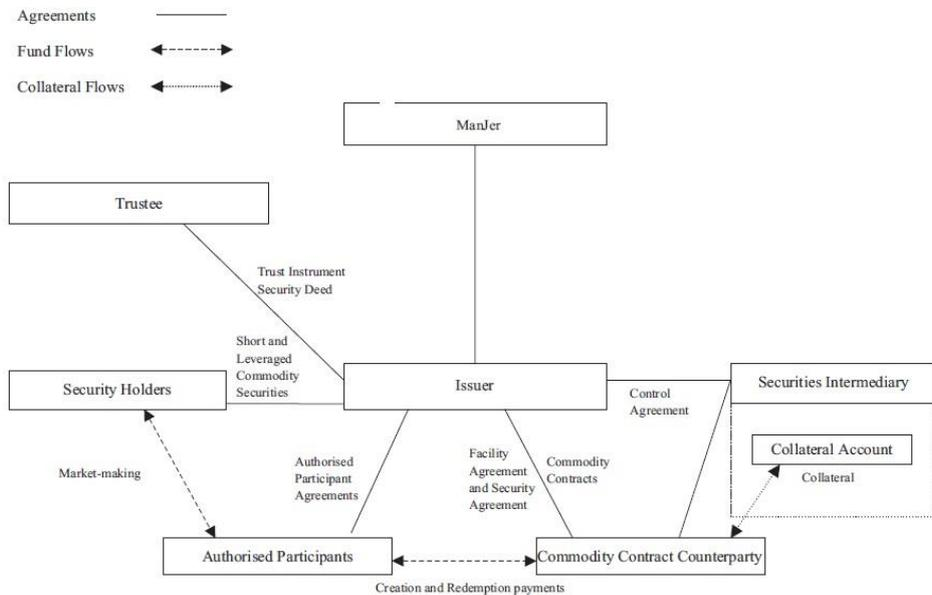 Agreements
Fund Flows
Collateral Flows
ManJer
Trustee
Trust Instrument
Security Deed
Short and
Leveraged
Commodity
Securities
Security Holders
Issuer
Securities Intermediary
Control
Agreement
Collateral Account
Collateral
Market-making
Authorised
Participant
Agreements
Facility
Agreement
and Security
Agreement
Commodity
Contracts
Authorised Participants
Commodity Contract Counterparty
Creation and Redemption payments